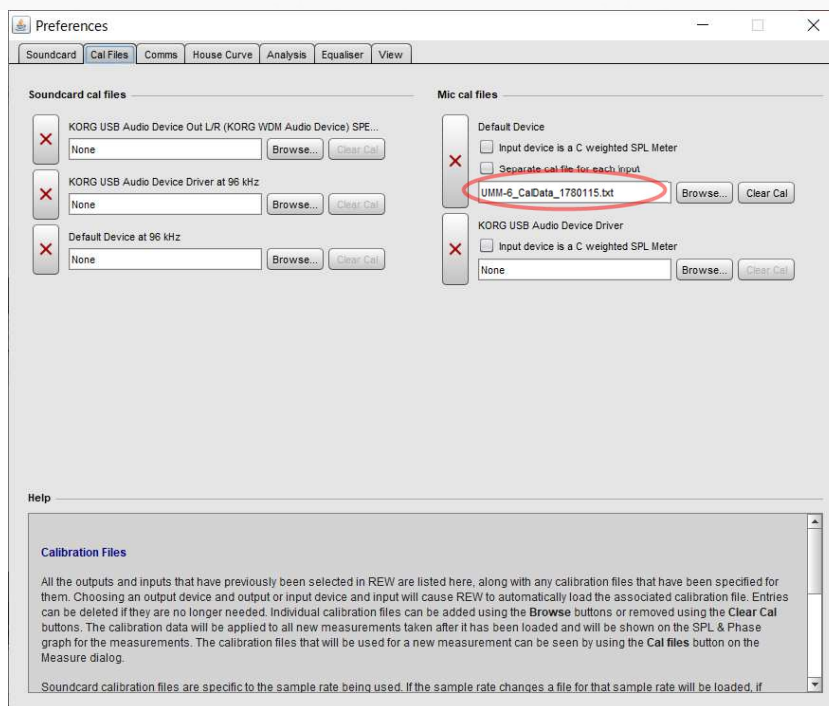 Preferences
Soundcard Cal Files Comms House Curve Analysis Equaliser View
Soundcard cal files
KORG USB Audio Device Out L/R (KORG WDM Audio Device) SPE...
None Browse... Clear Cal
KORG USB Audio Device Driver at 96 kHz
None Browse... Clear Cal
Default Device at 96 kHz
None Browse... Clear Cal
Mic cal files
Default Device
Input device is a C weighted SPL Meter
Separate cal file for each input
UMM-6_CalData_1780115.txt Browse... Clear Cal
KORG USB Audio Device Driver
Input device is a C weighted SPL Meter
None Browse... Clear Cal
Help
Calibration Files
All the outputs and inputs that have previously been selected in REW are listed here, along with any calibration files that have been specified for
them. Choosing an output device and output or input device and input will cause REW to automatically load the associated calibration file. Entries
can be deleted if they are no longer needed. Individual calibration files can be added using the Browse buttons or removed using the Clear Cal
buttons. The calibration data will be applied to all new measurements taken after it has been loaded and will be shown on the SPL & Phase
graph for the measurements. The calibration files that will be used for a new measurement can be seen by using the Cal files button on the
Measure dialog.
Soundcard calibration files are specific to the sample rate being used. If the sample rate changes a file for that sample rate will be loaded, if